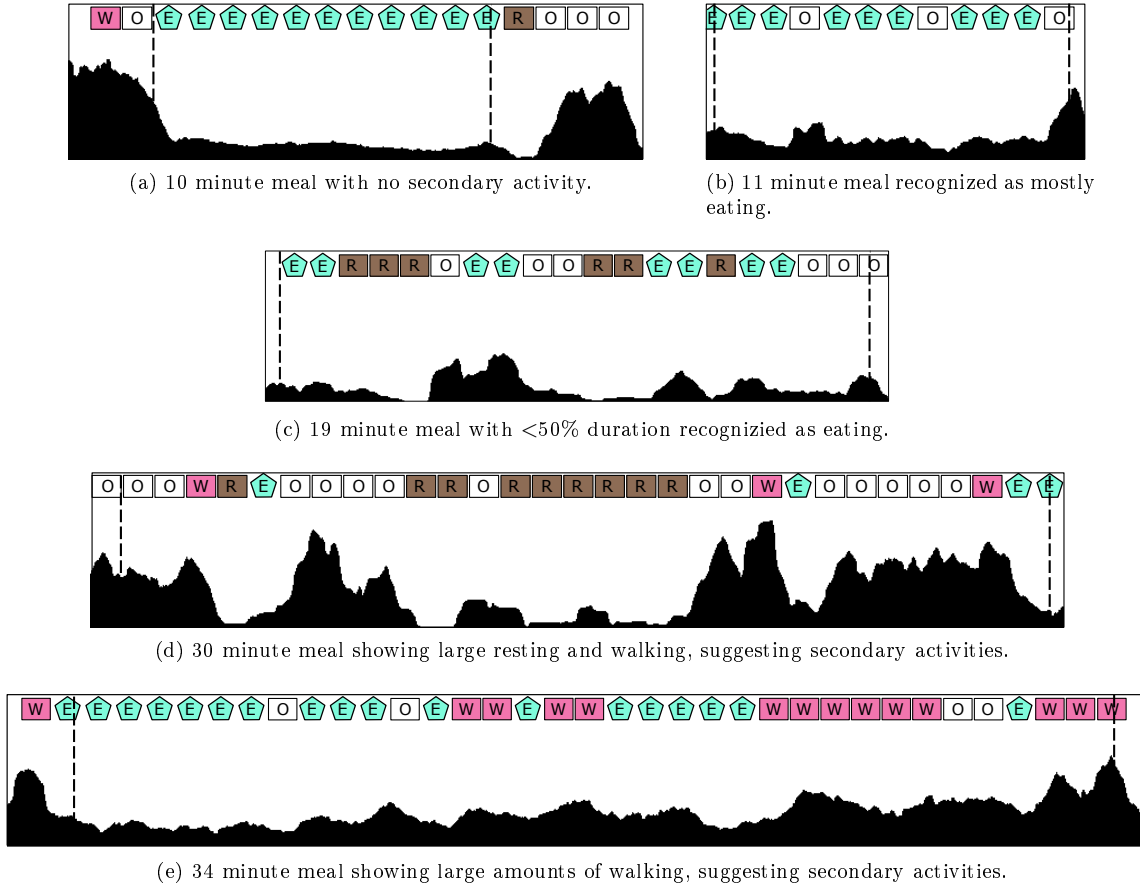 W O E E E E E E E E E E E R O O O
E E E O E E E O E E E O
(a) 10 minute meal with no secondary activity.
(b) 11 minute meal recognized as mostly
eating.
E E R R R O E E O O R R E E R E E O O O
(c) 19 minute meal with <50% duration recognizied as eating.
O O O W R E O O O O R R O R R R R R R O O W E O O O O O W E E
(d) 30 minute meal showing large resting and walking, suggesting secondary activities.
W E E E E E E E O E E E O E W W E W W E E E E E W W W W W W O O E W W W
(e) 34 minute meal showing large amounts of walking, suggesting secondary activities.